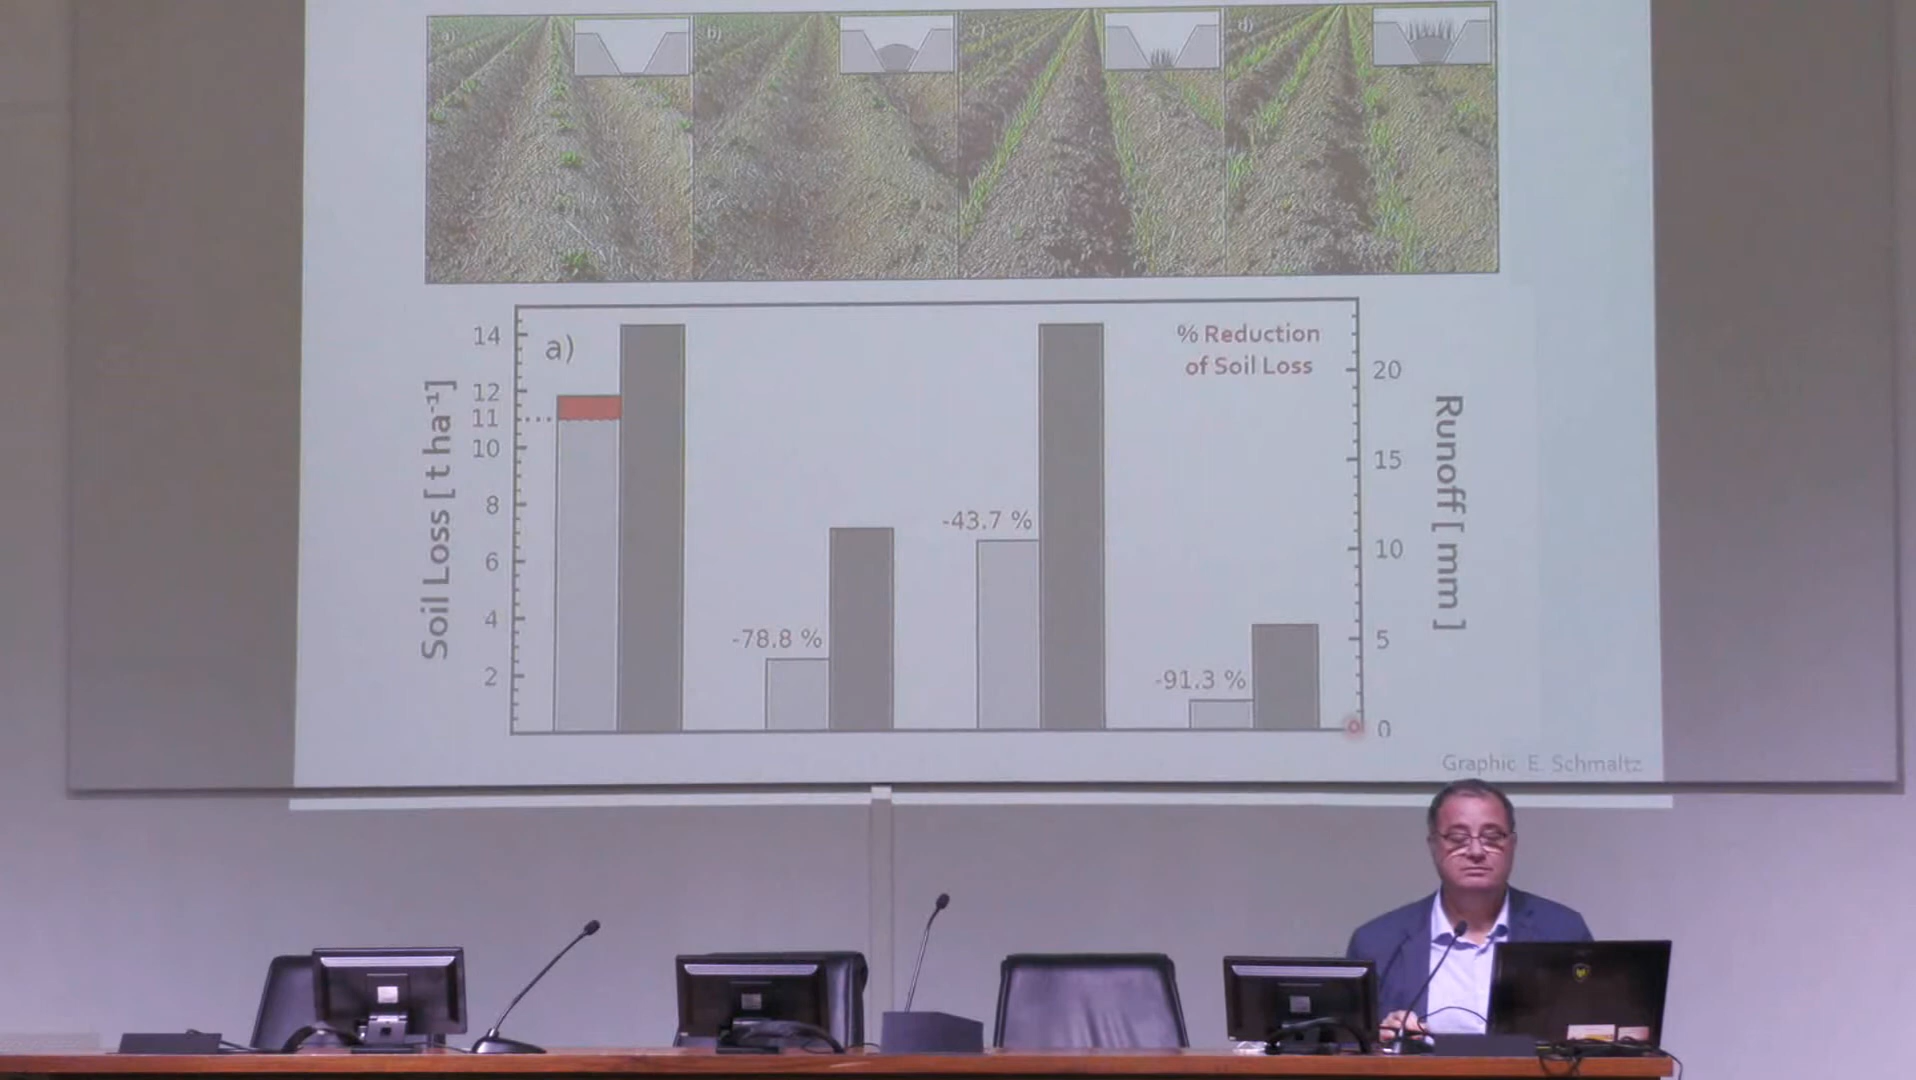 a)
b)
c)
d)
a)
% Reduction
of Soil Loss
14
12
11
10
8
6
4
2
Soil Loss [ t ha⁻¹]
-78.8 %
-43.7 %
-91.3 %
20
15
10
5
0
Runoff [ mm ]
Graphic E. Schmaltz